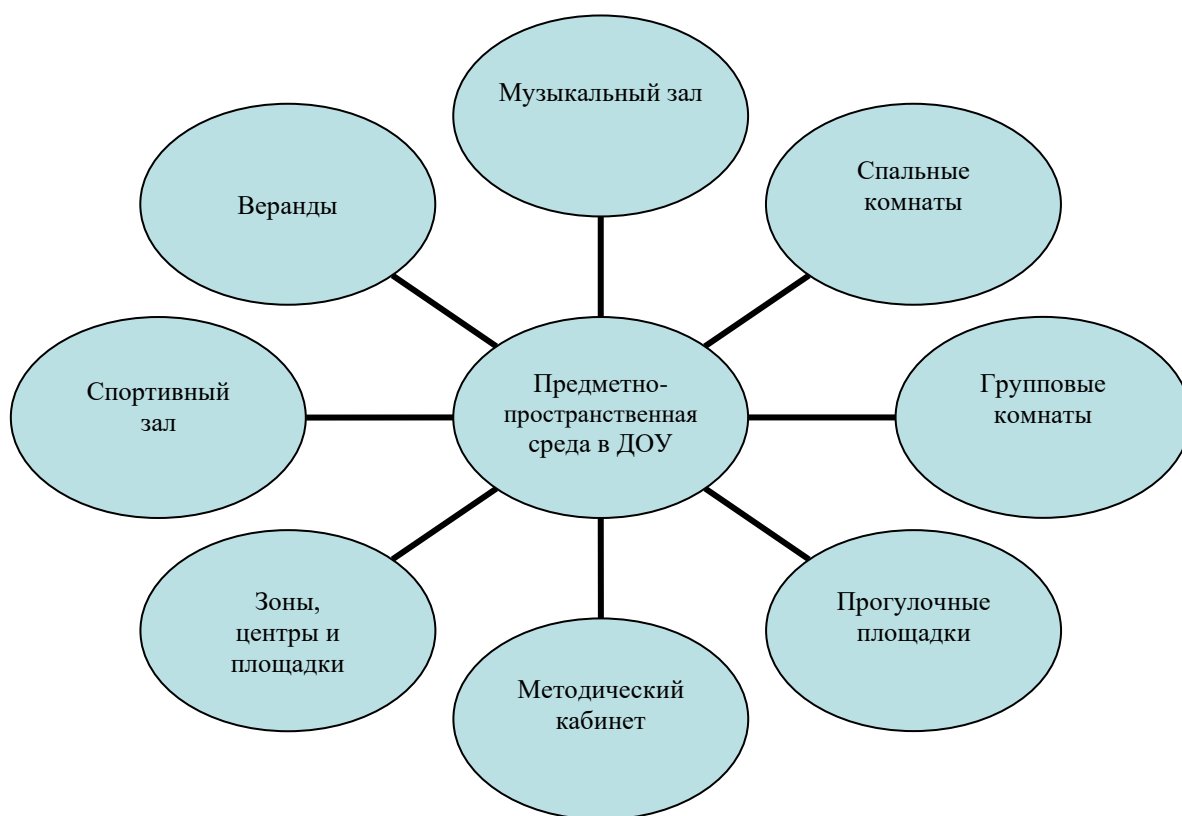 Музыкальный зал
Спальные
комнаты
Веранды
Групповые
комнаты
Спортивный
зал
Предметно-
пространственная
среда в ДОУ
Зоны,
центры и
площадки
Прогулочные
площадки
Методический
кабинет